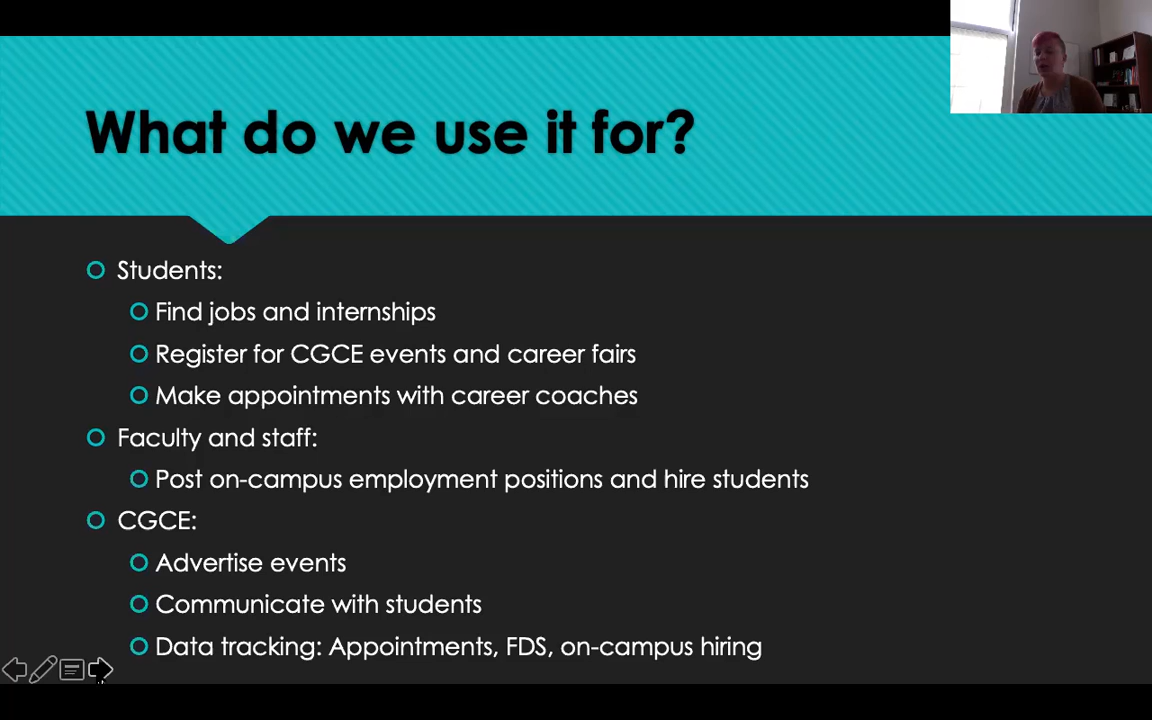 What do we use it for?
Students:
Find jobs and internships
Register for CGCE events and career fairs
Make appointments with career coaches
Faculty and staff:
Post on-campus employment positions and hire students
CGCE:
Advertise events
Communicate with students
Data tracking: Appointments, FDS, on-campus hiring